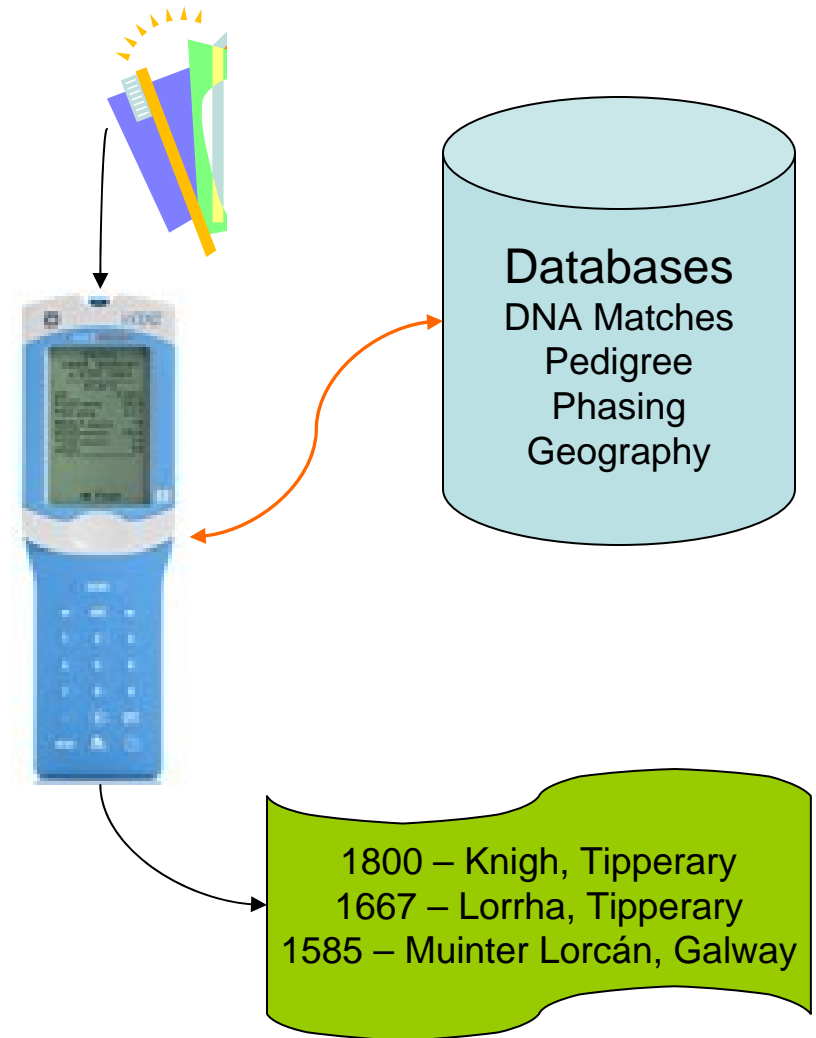 Databases
DNA Matches
Pedigree
Phasing
Geography
1800 – Knigh, Tipperary
1667 – Lorrha, Tipperary
1585 – Muinter Lorcán, Galway